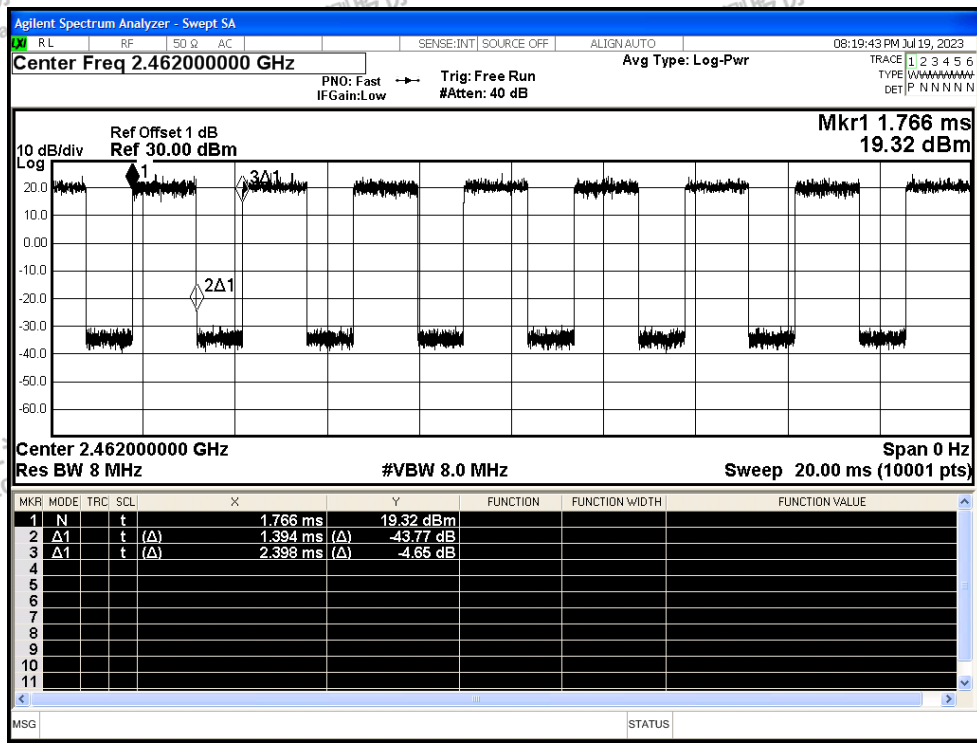 Agilent Spectrum Analyzer - Swept SA
LXI RL RF 50 Ω AC SENSE:INT SOURCE OFF ALIGN AUTO 08:19:43 PM Jul 19, 2023
Center Freq 2.462000000 GHz
PNO: Fast
IFGain:Low
Trig: Free Run
#Atten: 40 dB
Avg Type: Log-Pwr
TRACE 1 2 3 4 5 6
TYPE W
DET P N N N N N
Mkr1 1.766 ms
19.32 dBm
Ref Offset 1 dB
10 dB/div Ref 30.00 dBm
Log
1
3Δ1
20.0
10.0
0.00
-10.0
2Δ1
-20.0
-30.0
-40.0
-50.0
-60.0
Center 2.462000000 GHz Span 0 Hz
Res BW 8 MHz #VBW 8.0 MHz Sweep 20.00 ms (10001 pts)
MKR MODE TRC SCL X Y FUNCTION FUNCTION WIDTH FUNCTION VALUE
1 N t 1.766 ms 19.32 dBm
2 Δ1 t (Δ) 1.394 ms (Δ) -43.77 dB
3 Δ1 t (Δ) 2.398 ms (Δ) -4.65 dB
4
5
6
7
8
9
10
11
MSG STATUS